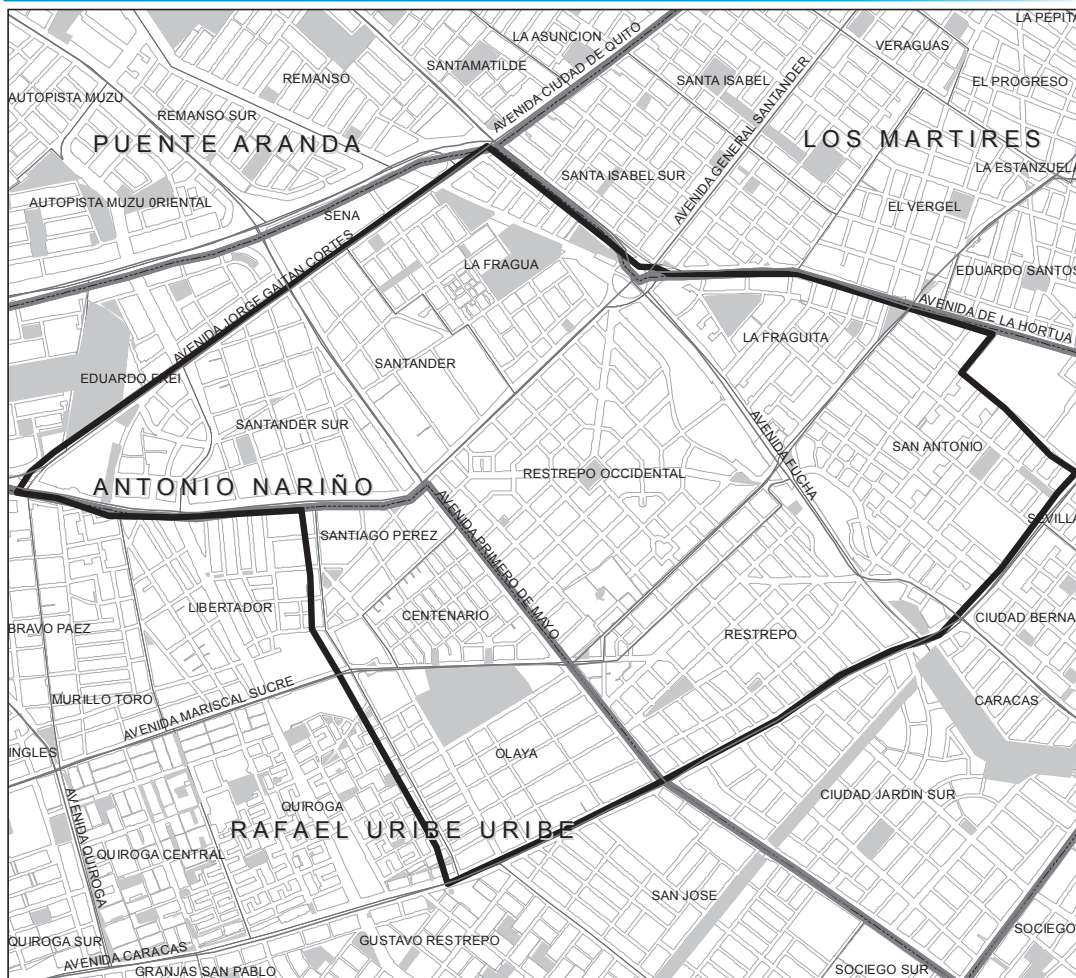 LA PEPITA
LA ASUNCION
VERAGUAS
AVENIDA CIUDAD DE QUITO
SANTAMATILDE
REMANSO
SANTA ISABEL
EL PROGRESO
AVENIDA GENERAL SANTANDER
AUTOPISTA MUZU
REMANSO SUR
PUENTE ARANDA
LOS MARTIRES
LA ESTANZUELA
SANTA ISABEL SUR
AUTOPISTA MUZU 0RIENTAL
EL VERGEL
SENA
LA FRAGUA
EDUARDO SANTOS
AVENIDA JORGE GAITAN CORTES
AVENIDA DE LA HORTUA
LA FRAGUITA
SANTANDER
EDUARDO FREI
SANTANDER SUR
AVENIDA FUCHA
SAN ANTONIO
RESTREPO OCCIDENTAL
ANTONIO NARIÑO
AVENIDA PRIMERO DE MAYO
SEVILLA
SANTIAGO PEREZ
LIBERTADOR
CENTENARIO
CIUDAD BERNA
BRAVO PAEZ
RESTREPO
MURILLO TORO
AVENIDA MARISCAL SUCRE
CARACAS
INGLES
OLAYA
CIUDAD JARDIN SUR
AVENIDA QUIROGA
QUIROGA
RAFAEL URIBE URIBE
QUIROGA CENTRAL
SAN JOSE
SOCIEGO
QUIROGA SUR
GUSTAVO RESTREPO
AVENIDA CARACAS
GRANJAS SAN PABLO
SOCIEGO SUR